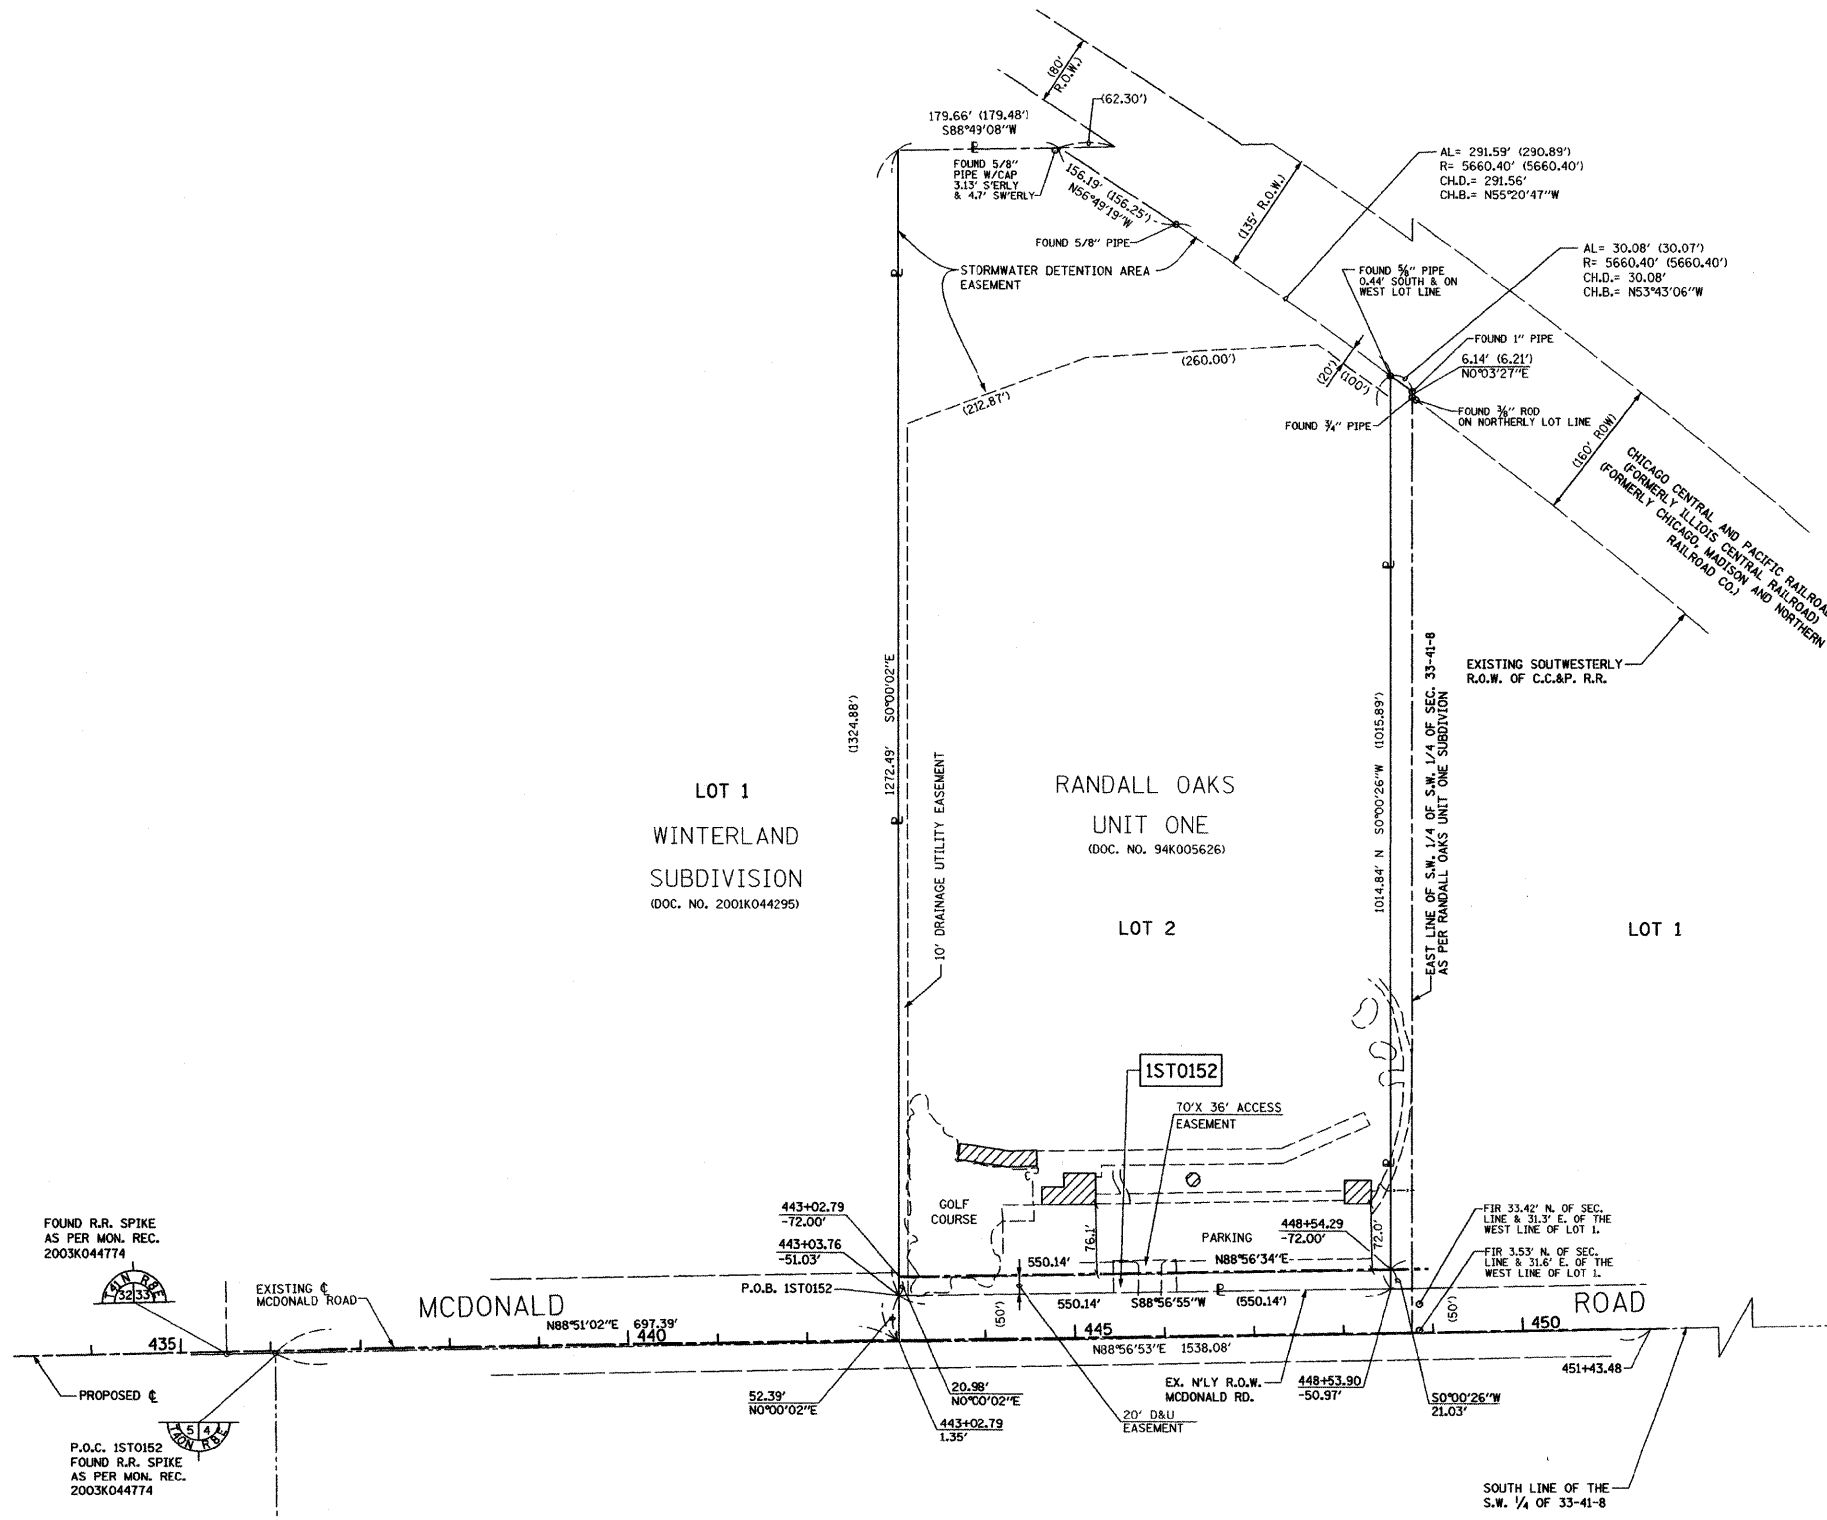 (80'
R.O.W.)
(62.30')
179.66' (179.48')
S88°49'08"W
FOUND 5/8"
PIPE W/CAP
3.13' S'ERLY
& 4.7' SW'ERLY
156.19' (156.25')
N56°49'19"W
FOUND 5/8" PIPE
(135' R.O.W.)
AL= 291.59' (290.89')
R= 5660.40' (5660.40')
CH.D.= 291.56'
CH.B.= N55°20'47"W
STORMWATER DETENTION AREA
EASEMENT
FOUND 5/8" PIPE
0.44' SOUTH & ON
WEST LOT LINE
AL= 30.08' (30.07')
R= 5660.40' (5660.40')
CH.D.= 30.08'
CH.B.= N53°43'06"W
FOUND 1" PIPE
6.14' (6.21')
N0°03'27"E
(260.00')
(20')
(100')
(212.87')
FOUND 3/4" PIPE
FOUND 3/8" ROD
ON NORTHERLY LOT LINE
(160' ROW)
CHICAGO CENTRAL AND PACIFIC RAILROAD
(FORMERLY ILLIOIS CENTRAL RAILROAD)
(FORMERLY CHICAGO, MADISON AND NORTHERN
RAILROAD CO.)
EXISTING SOUTWESTERLY
R.O.W. OF C.C.&P. R.R.
(1324.88')
1272.49' S0°00'02"E
10' DRAINAGE UTILITY EASEMENT
1014.84' N S0°00'26"W (1015.89')
EAST LINE OF S.W. 1/4 OF S.W. 1/4 OF SEC. 33-41-8
AS PER RANDALL OAKS UNIT ONE SUBDIVION
LOT 1
WINTERLAND
SUBDIVISION
(DOC. NO. 2001K044295)
RANDALL OAKS
UNIT ONE
(DOC. NO. 94K005626)
LOT 2
LOT 1
1ST0152
70'X 36' ACCESS
EASEMENT
GOLF
COURSE
PARKING
76.1'
72.0'
443+02.79
-72.00'
443+03.76
-51.03'
P.O.B. 1ST0152
448+54.29
-72.00'
N88°56'34"E
550.14'
550.14'
S88°56'55"W
(550.14')
(50')
(50')
FIR 33.42' N. OF SEC.
LINE & 31.3' E. OF THE
WEST LINE OF LOT 1.
FIR 3.53' N. OF SEC.
LINE & 31.6' E. OF THE
WEST LINE OF LOT 1.
FOUND R.R. SPIKE
AS PER MON. REC.
2003K044774
T41N R8E
32 33
EXISTING ℄
MCDONALD ROAD
MCDONALD
ROAD
N88°51'02"E 697.39'
435
440
445
450
N88°56'53"E 1538.08'
451+43.48
PROPOSED ℄
52.39'
N0°00'02"E
20.98'
N0°00'02"E
443+02.79
1.35'
20' D&U
EASEMENT
EX. N'LY R.O.W.
MCDONALD RD.
448+53.90
-50.97'
S0°00'26"W
21.03'
5 4
T40N R8E
P.O.C. 1ST0152
FOUND R.R. SPIKE
AS PER MON. REC.
2003K044774
SOUTH LINE OF THE
S.W. 1/4 OF 33-41-8